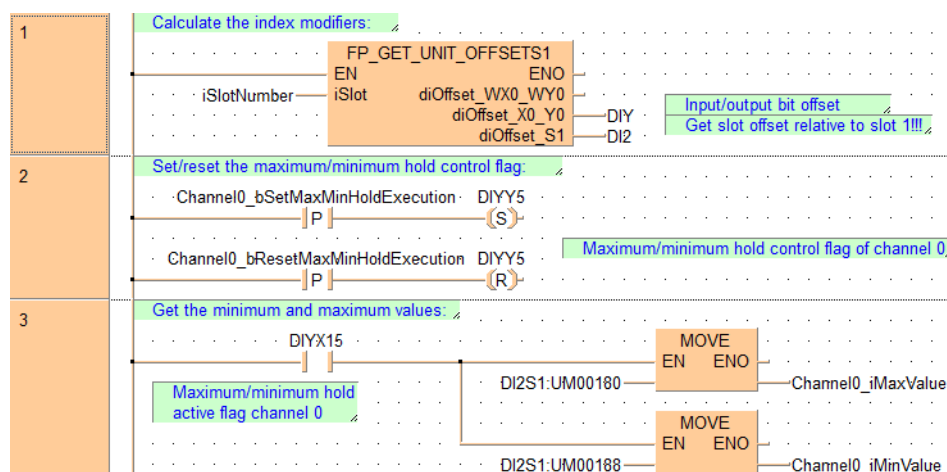 1
Calculate the index modifiers:
FP_GET_UNIT_OFFSETS1
EN ENO
iSlotNumber iSlot diOffset_WX0_WY0
diOffset_X0_Y0 DIY
diOffset_S1 DI2
Input/output bit offset
Get slot offset relative to slot 1!!!
2
Set/reset the maximum/minimum hold control flag:
Channel0_bSetMaxMinHoldExecution DIYY5
P S
Channel0_bResetMaxMinHoldExecution DIYY5
P R
Maximum/minimum hold control flag of channel 0
3
Get the minimum and maximum values:
DIYX15
Maximum/minimum hold
active flag channel 0
MOVE
EN ENO
DI2S1:UM00180 Channel0_iMaxValue
MOVE
EN ENO
DI2S1:UM00188 Channel0_iMinValue